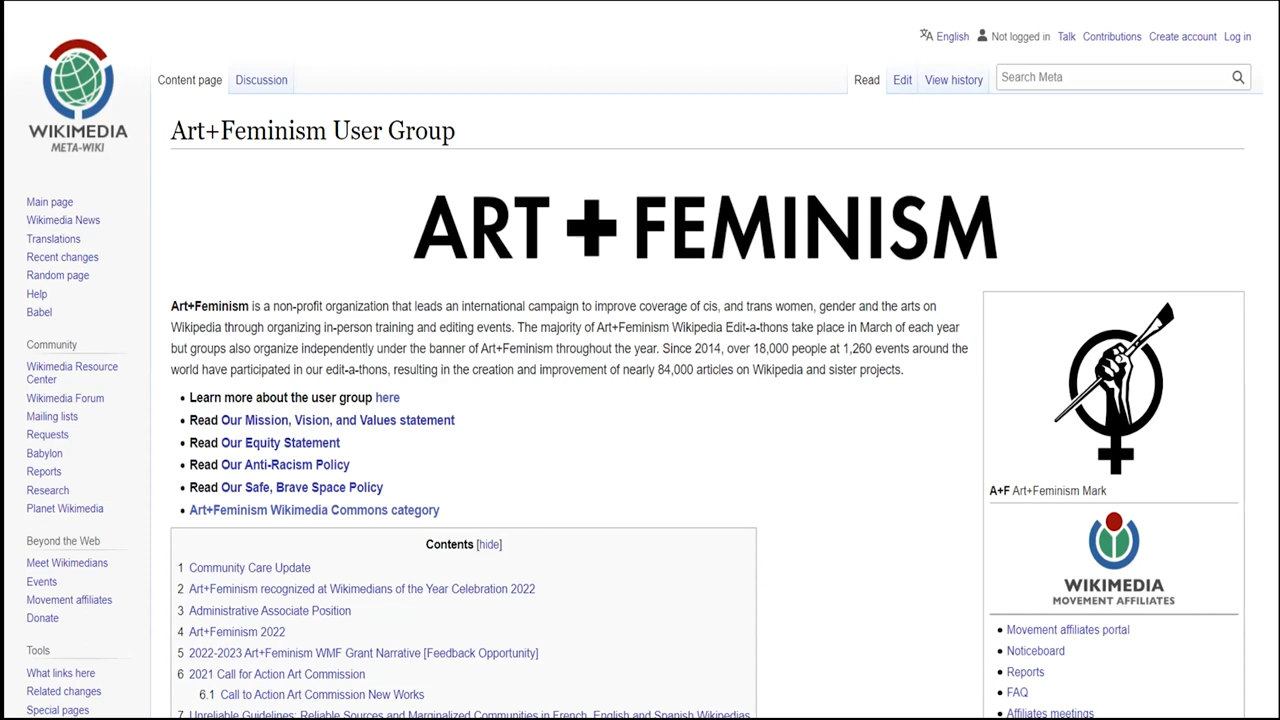 English Not logged in Talk Contributions Create account Log in
WIKIMEDIA
META-WIKI
Content page Discussion Read Edit View history Search Meta
Art+Feminism User Group
ART + FEMINISM
Main page
Wikimedia News
Translations
Recent changes
Random page
Help
Babel
Community
Wikimedia Resource
Center
Wikimedia Forum
Mailing lists
Requests
Babylon
Reports
Research
Planet Wikimedia
Beyond the Web
Meet Wikimedians
Events
Movement affiliates
Donate
Tools
What links here
Related changes
Special pages
Art+Feminism is a non-profit organization that leads an international campaign to improve coverage of cis, and trans women, gender and the arts on
Wikipedia through organizing in-person training and editing events. The majority of Art+Feminism Wikipedia Edit-a-thons take place in March of each year
but groups also organize independently under the banner of Art+Feminism throughout the year. Since 2014, over 18,000 people at 1,260 events around the
world have participated in our edit-a-thons, resulting in the creation and improvement of nearly 84,000 articles on Wikipedia and sister projects.
• Learn more about the user group here
• Read Our Mission, Vision, and Values statement
• Read Our Equity Statement
• Read Our Anti-Racism Policy
• Read Our Safe, Brave Space Policy
• Art+Feminism Wikimedia Commons category
Contents [hide]
1 Community Care Update
2 Art+Feminism recognized at Wikimedians of the Year Celebration 2022
3 Administrative Associate Position
4 Art+Feminism 2022
5 2022-2023 Art+Feminism WMF Grant Narrative [Feedback Opportunity]
6 2021 Call for Action Art Commission
6.1 Call to Action Art Commission New Works
7 Unreliable Guidelines: Reliable Sources and Marginalized Communities in French, English and Spanish Wikipedias
A+F Art+Feminism Mark
WIKIMEDIA
MOVEMENT AFFILIATES
• Movement affiliates portal
• Noticeboard
• Reports
• FAQ
• Affiliates meetings